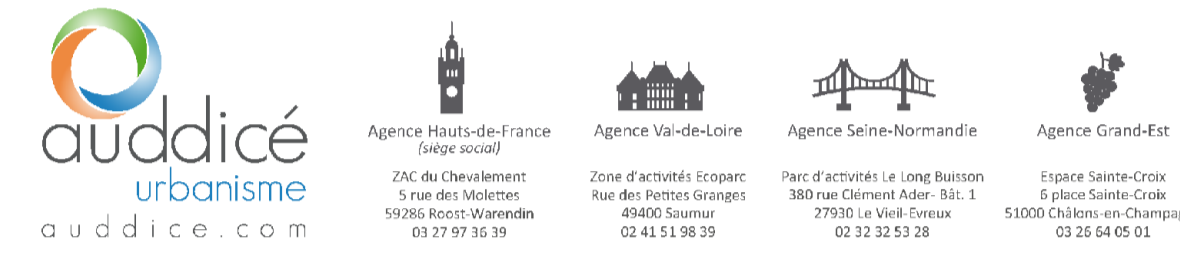 auddicé
urbanisme
auddice.com
Agence Hauts-de-France
(siège social)
ZAC du Chevalement
5 rue des Molettes
59286 Roost-Warendin
03 27 97 36 39
Agence Val-de-Loire
Zone d'activités Ecoparc
Rue des Petites Granges
49400 Saumur
02 41 51 98 39
Agence Seine-Normandie
Parc d'activités Le Long Buisson
380 rue Clément Ader- Bât. 1
27930 Le Vieil-Evreux
02 32 32 53 28
Agence Grand-Est
Espace Sainte-Croix
6 place Sainte-Croix
51000 Châlons-en-Champa
03 26 64 05 01